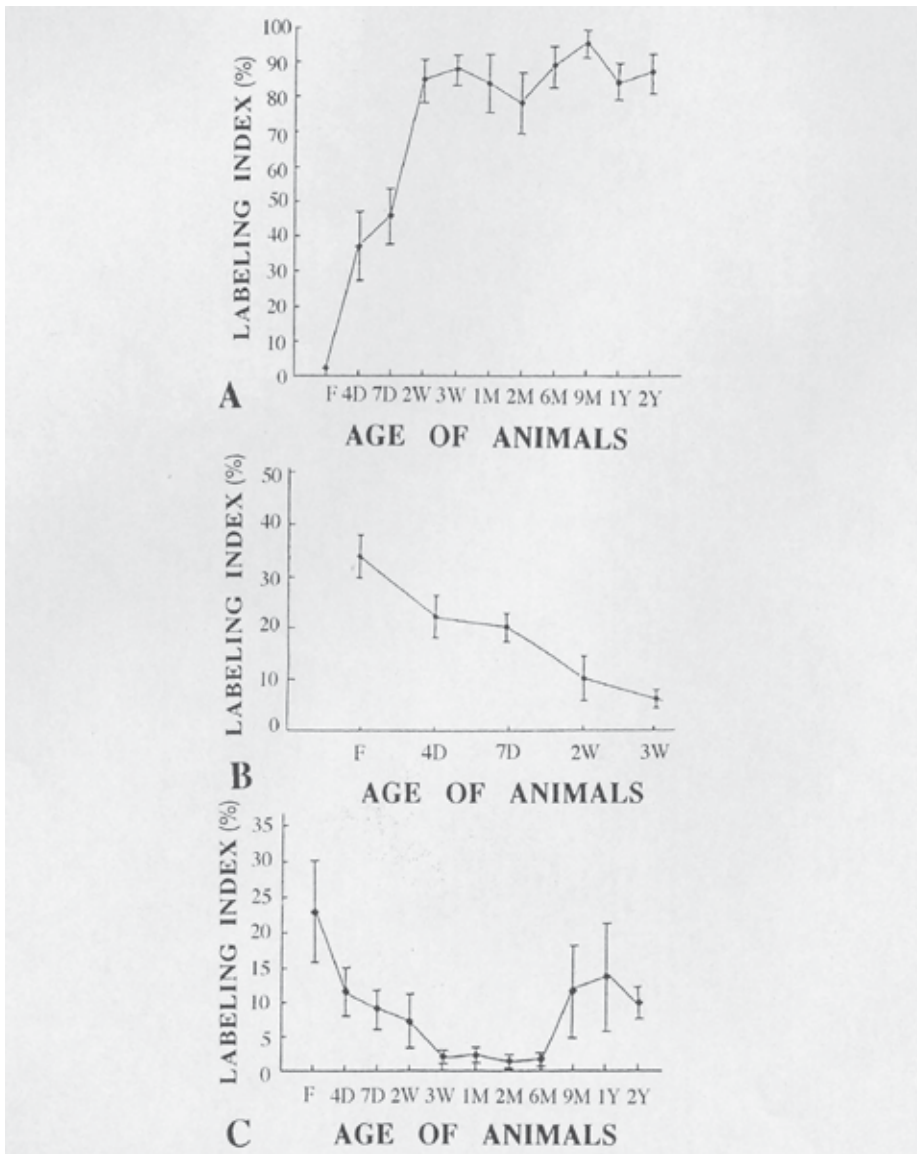 LABELING INDEX (%)
100
90
80
70
60
50
40
30
20
10
0
F 4D 7D 2W 3W 1M 2M 6M 9M 1Y 2Y
A
AGE OF ANIMALS
LABELING INDEX (%)
50
40
30
20
10
0
F 4D 7D 2W 3W
B
AGE OF ANIMALS
LABELING INDEX (%)
35
30
25
20
15
10
5
0
F 4D 7D 2W 3W 1M 2M 6M 9M 1Y 2Y
C
AGE OF ANIMALS